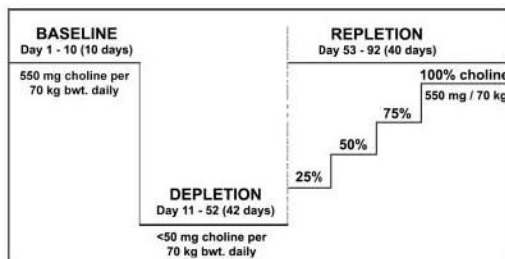 BASELINE
Day 1 - 10 (10 days)
550 mg choline per
70 kg bwt. daily
DEPLETION
Day 11 - 52 (42 days)
<50 mg choline per
70 kg bwt. daily
REPLETION
Day 53 - 92 (40 days)
25%
50%
75%
100% choline
550 mg / 70 kg